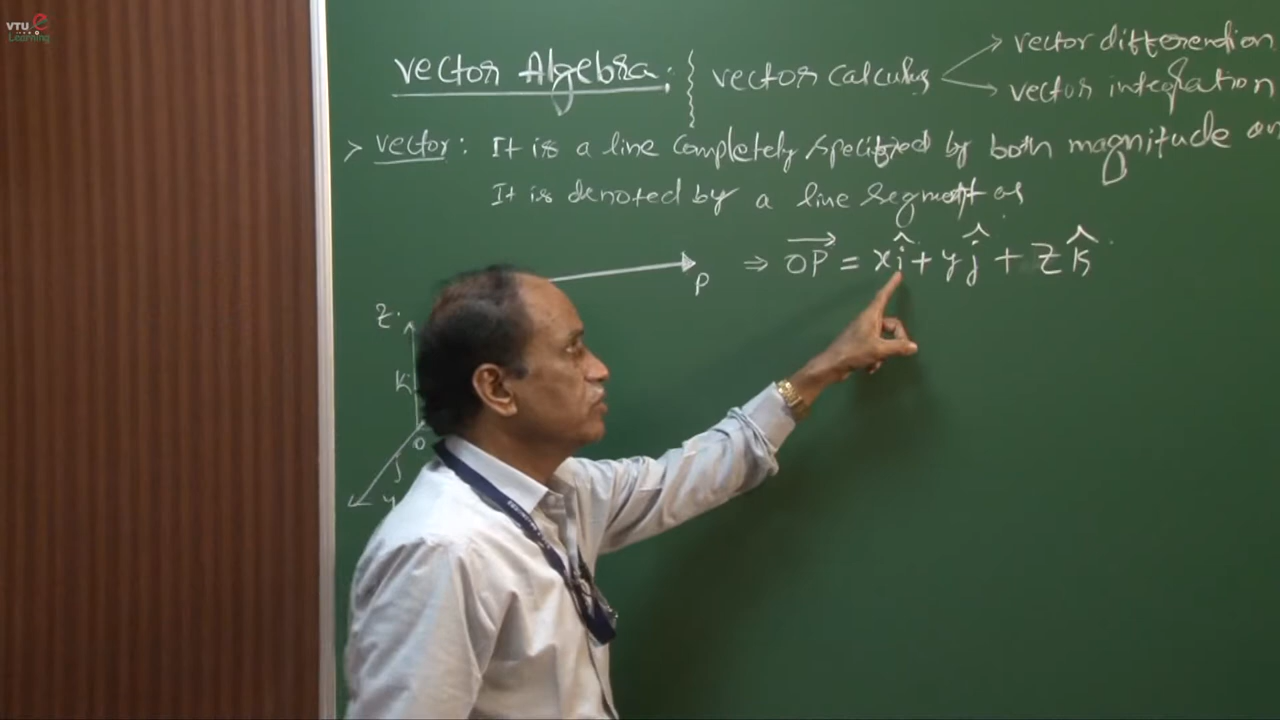 VTU e
Learning
vector Algebra:
vector calculus
vector differention
vector integration
> vector: It is a line completely specified by both magnitude an
It is denoted by a line segment as
P
⇒ OP = xî + yĵ + zk̂
z
k
o
j
y